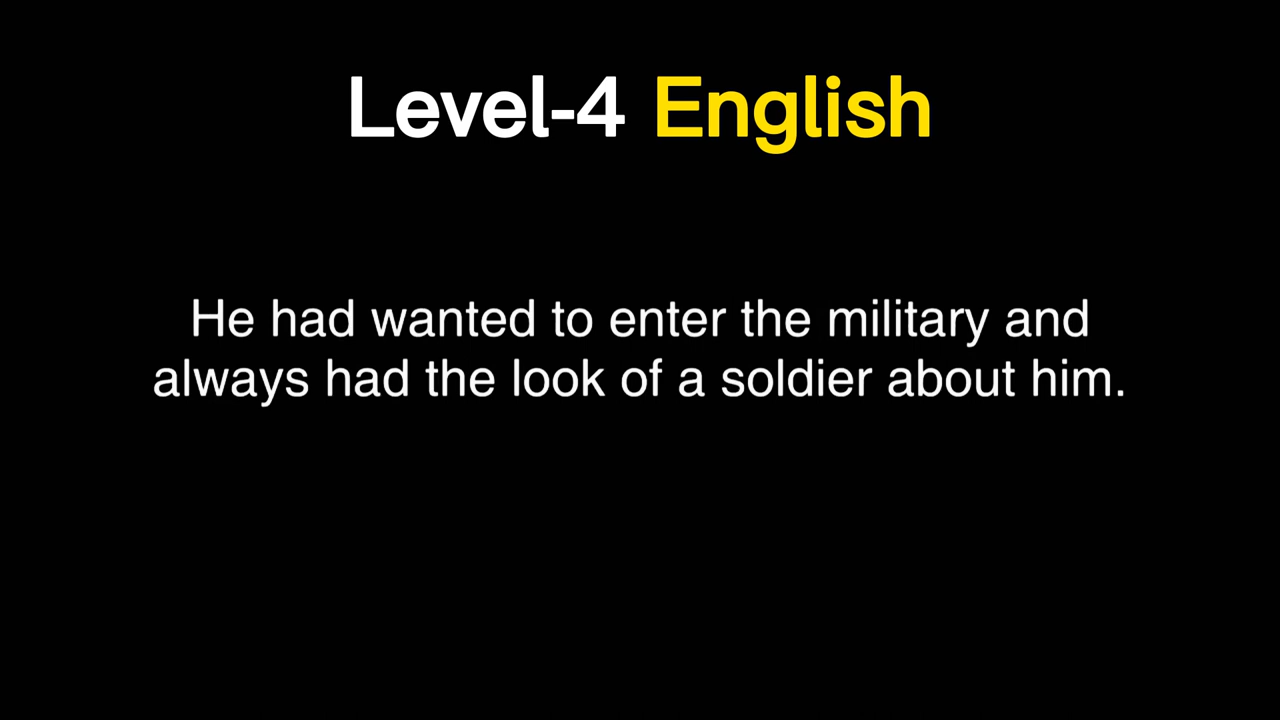 Level-4 English
He had wanted to enter the military and
always had the look of a soldier about him.